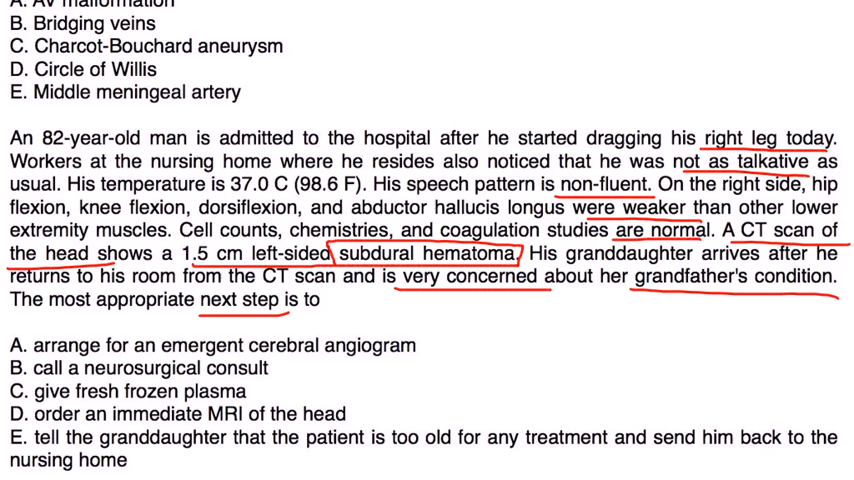 A. AV malformation
B. Bridging veins
C. Charcot-Bouchard aneurysm
D. Circle of Willis
E. Middle meningeal artery
An 82-year-old man is admitted to the hospital after he started dragging his right leg today.
Workers at the nursing home where he resides also noticed that he was not as talkative as
usual. His temperature is 37.0 C (98.6 F). His speech pattern is non-fluent. On the right side, hip
flexion, knee flexion, dorsiflexion, and abductor hallucis longus were weaker than other lower
extremity muscles. Cell counts, chemistries, and coagulation studies are normal. A CT scan of
the head shows a 1.5 cm left-sided subdural hematoma. His granddaughter arrives after he
returns to his room from the CT scan and is very concerned about her grandfather's condition.
The most appropriate next step is to
A. arrange for an emergent cerebral angiogram
B. call a neurosurgical consult
C. give fresh frozen plasma
D. order an immediate MRI of the head
E. tell the granddaughter that the patient is too old for any treatment and send him back to the
nursing home